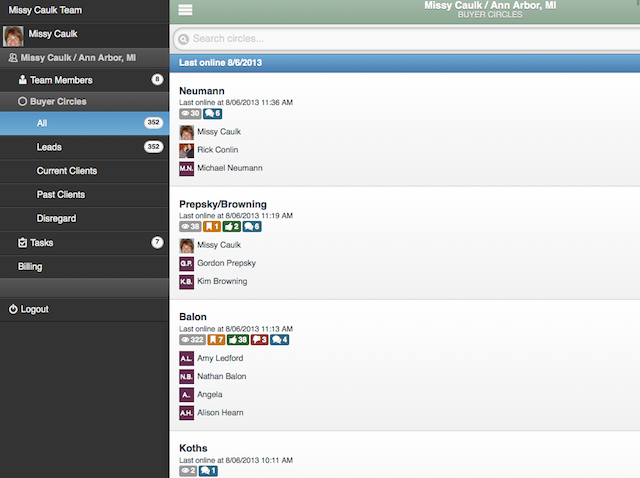 Missy Caulk Team
Missy Caulk
Missy Caulk / Ann Arbor, MI
Team Members 8
Buyer Circles
All 352
Leads 352
Current Clients
Past Clients
Disregard
Tasks 7
Billing
Logout
Missy Caulk / Ann Arbor, MI
BUYER CIRCLES
Search circles...
Last online 8/6/2013
Neumann
Last online at 8/06/2013 11:36 AM
30 6
Missy Caulk
Rick Conlin
M.N. Michael Neumann
Prepsky/Browning
Last online at 8/06/2013 11:19 AM
38 1 2 6
Missy Caulk
G.P. Gordon Prepsky
K.B. Kim Browning
Balon
Last online at 8/06/2013 11:13 AM
322 7 38 3 4
A.L. Amy Ledford
N.B. Nathan Balon
A.. Angela
A.H. Alison Hearn
Koths
Last online at 8/06/2013 10:11 AM
2 1